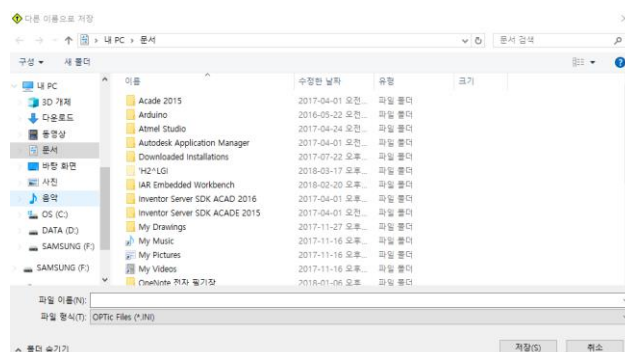 다른 이름으로 저장
내 PC > 문서
문서 검색
구성 새 폴더
이름 수정한 날짜 유형 크기
내 PC
3D 개체
다운로드
동영상
문서
바탕 화면
사진
음악
OS (C:)
DATA (D:)
SAMSUNG (F:)
SAMSUNG (F:)
Acade 2015 2017-04-01 오전... 파일 폴더
Arduino 2016-05-22 오전... 파일 폴더
Atmel Studio 2017-04-24 오전... 파일 폴더
Autodesk Application Manager 2017-04-01 오전... 파일 폴더
Downloaded Installations 2017-07-22 오후... 파일 폴더
'H2^LGI 2018-03-17 오후... 파일 폴더
IAR Embedded Workbench 2018-02-20 오후... 파일 폴더
Inventor Server SDK ACAD 2016 2017-04-01 오후... 파일 폴더
Inventor Server SDK ACADE 2015 2017-04-01 오전... 파일 폴더
My Drawings 2017-11-27 오후... 파일 폴더
My Music 2017-11-16 오후... 파일 폴더
My Pictures 2017-11-16 오후... 파일 폴더
My Videos 2017-11-16 오후... 파일 폴더
OneNote 전자 필기장 2018-01-06 오후... 파일 폴더
파일 이름(N):
파일 형식(T): OPTic Files (*.INI)
폴더 숨기기
저장(S) 취소